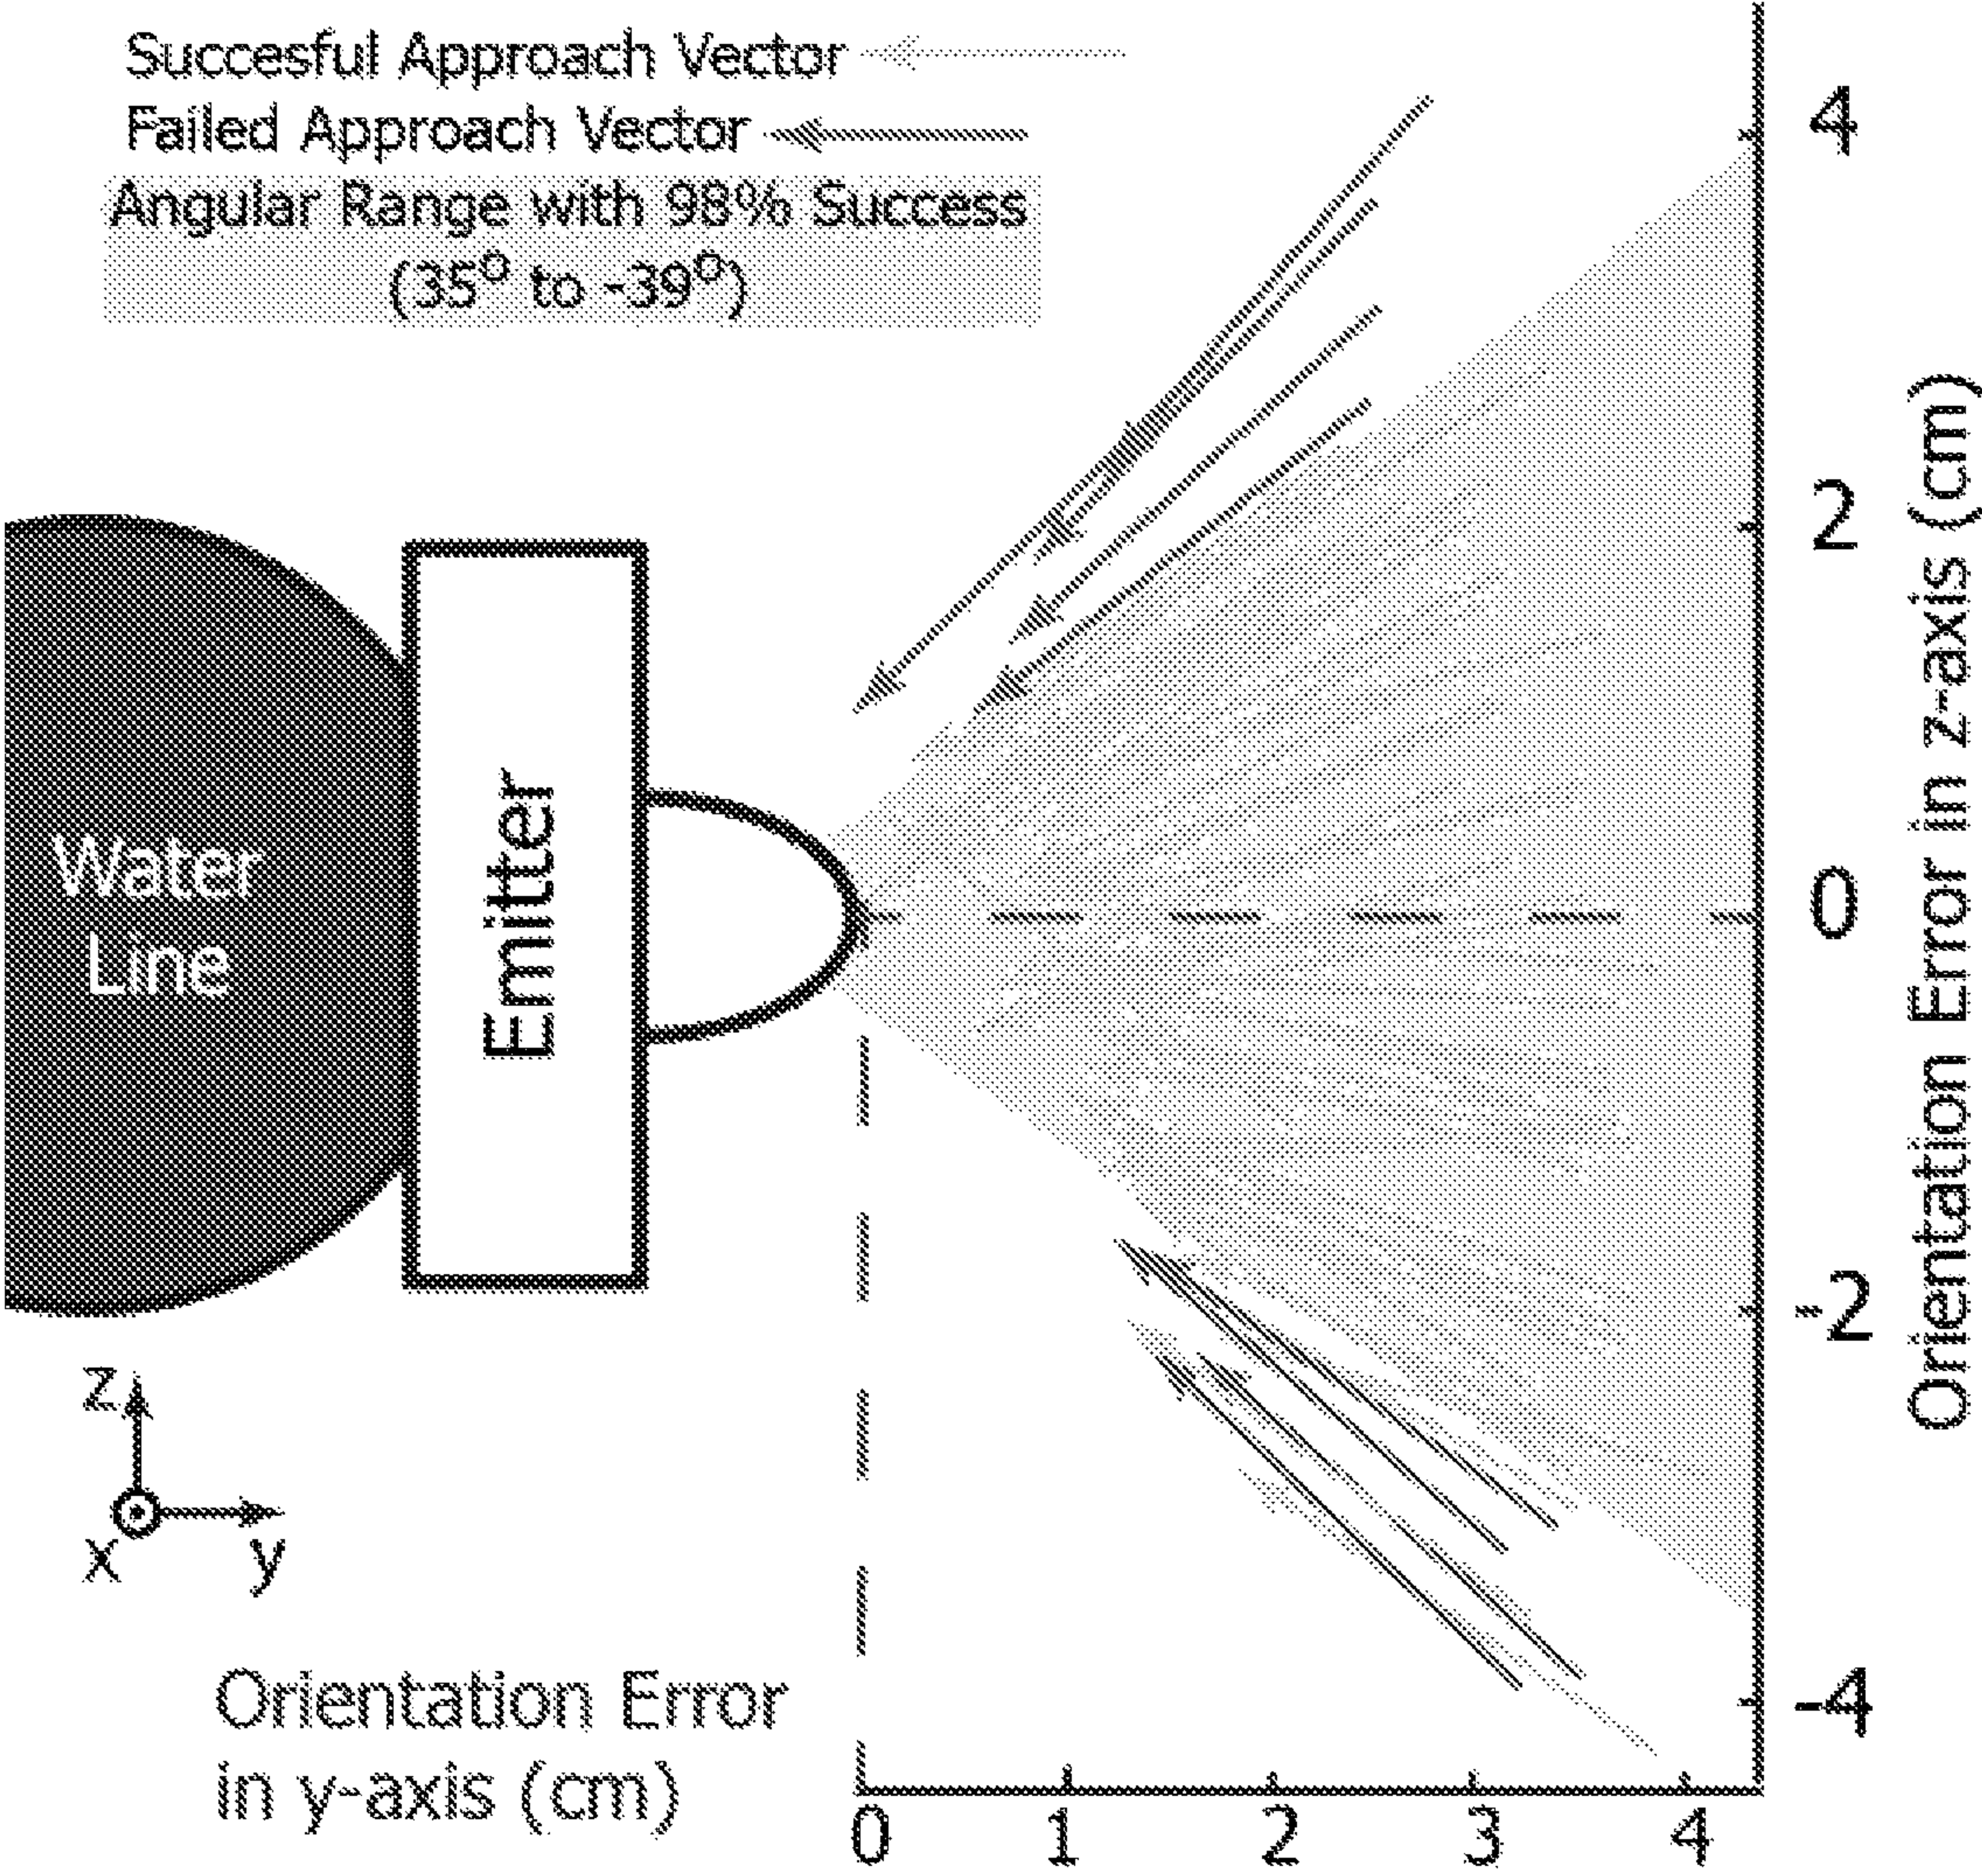 Succesful Approach Vector
Failed Approach Vector
Angular Range with 98% Success
(35° to -39°)
4
2
0
-2
-4
Orientation Error in z-axis (cm)
Water
Line
Emitter
z
x
y
Orientation Error
in y-axis (cm)
0 1 2 3 4